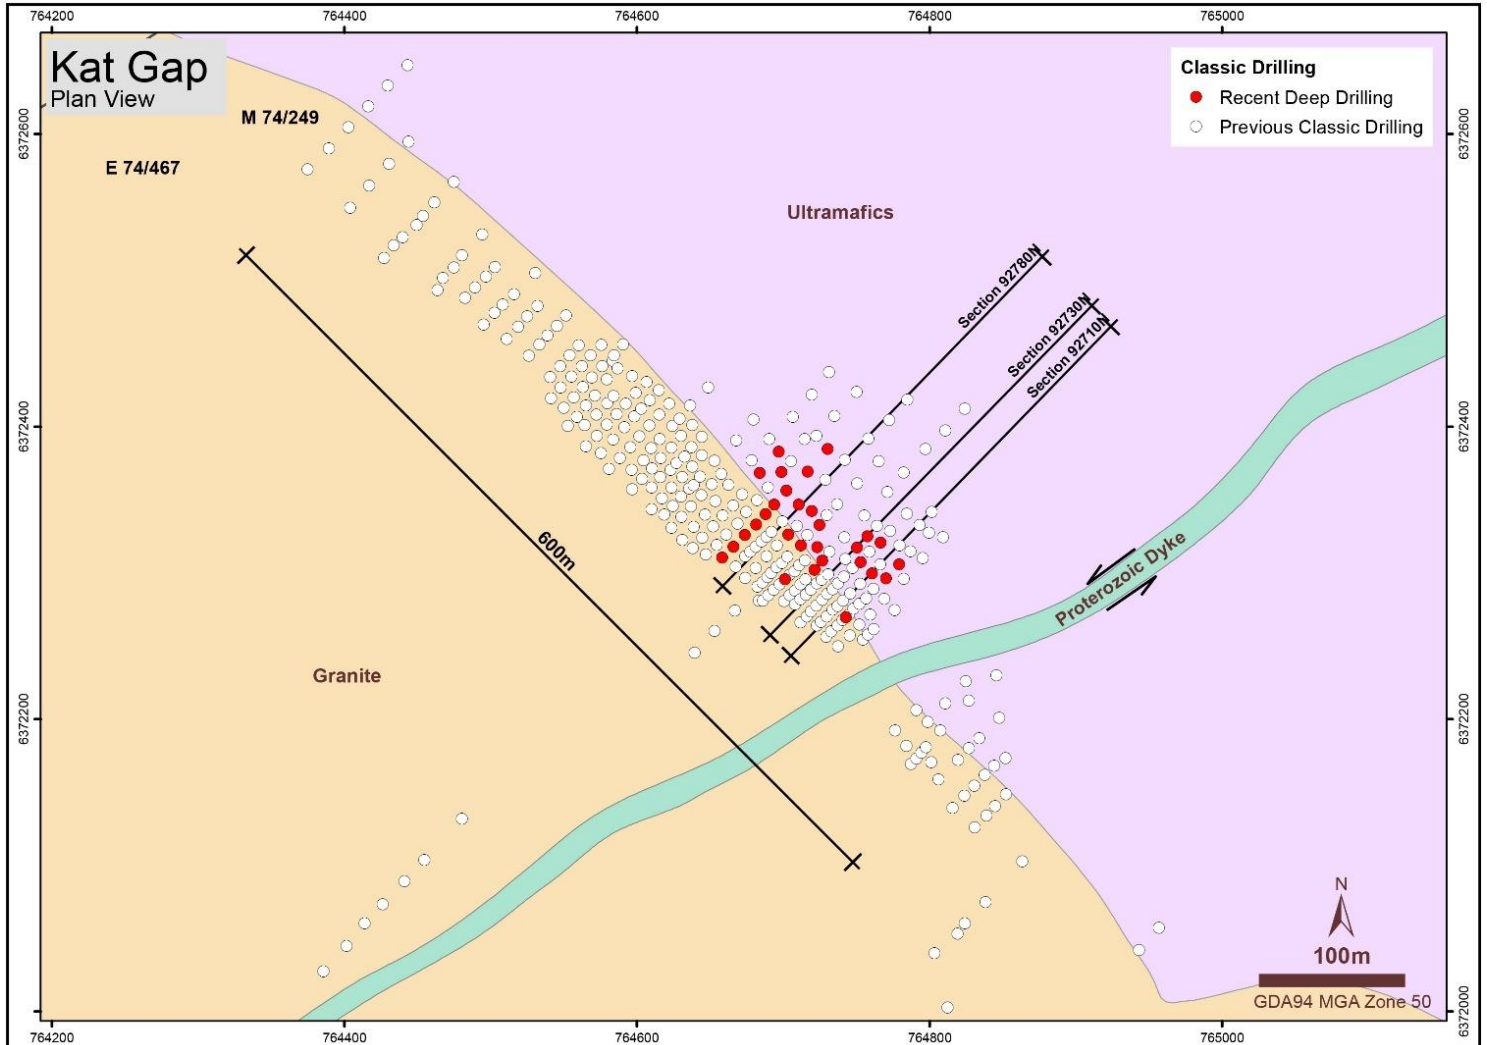 764200 764400 764600 764800 765000
Kat Gap
Plan View
Classic Drilling
Recent Deep Drilling
Previous Classic Drilling
M 74/249
E 74/467
6372600
6372600
Ultramafics
Section 92780N
Section 92730N
Section 92710N
6372400
6372400
600m
Proterozoic Dyke
Granite
6372200
6372200
N
100m
GDA94 MGA Zone 50
6372000
764200 764400 764600 764800 765000